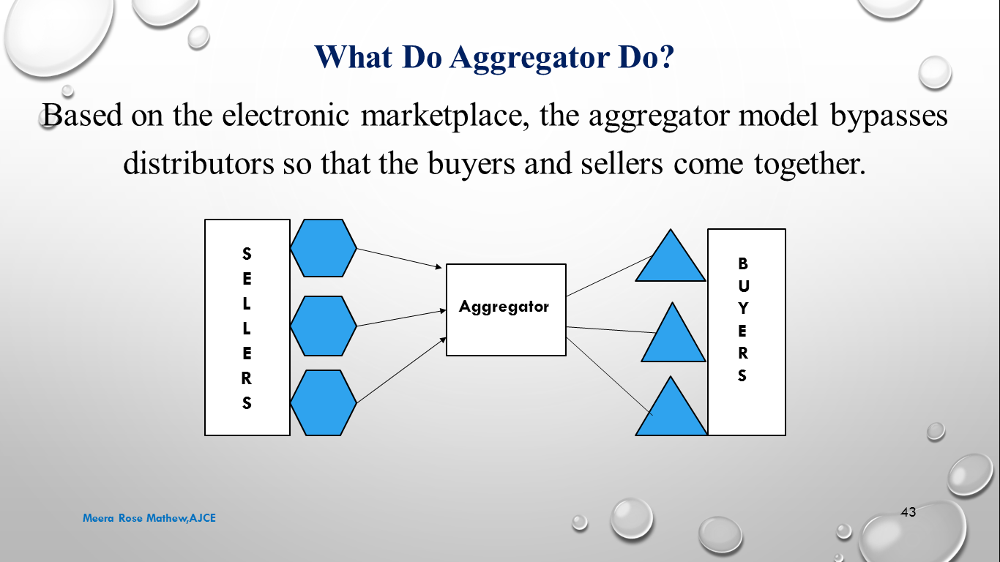 What Do Aggregator Do?
Based on the electronic marketplace, the aggregator model bypasses
distributors so that the buyers and sellers come together.
S
E
L
L
E
R
S
Aggregator
B
U
Y
E
R
S
Meera Rose Mathew,AJCE
43